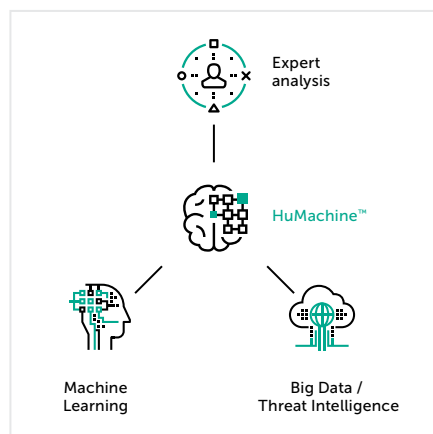 Expert
analysis
HuMachine™
Machine
Learning
Big Data /
Threat Intelligence